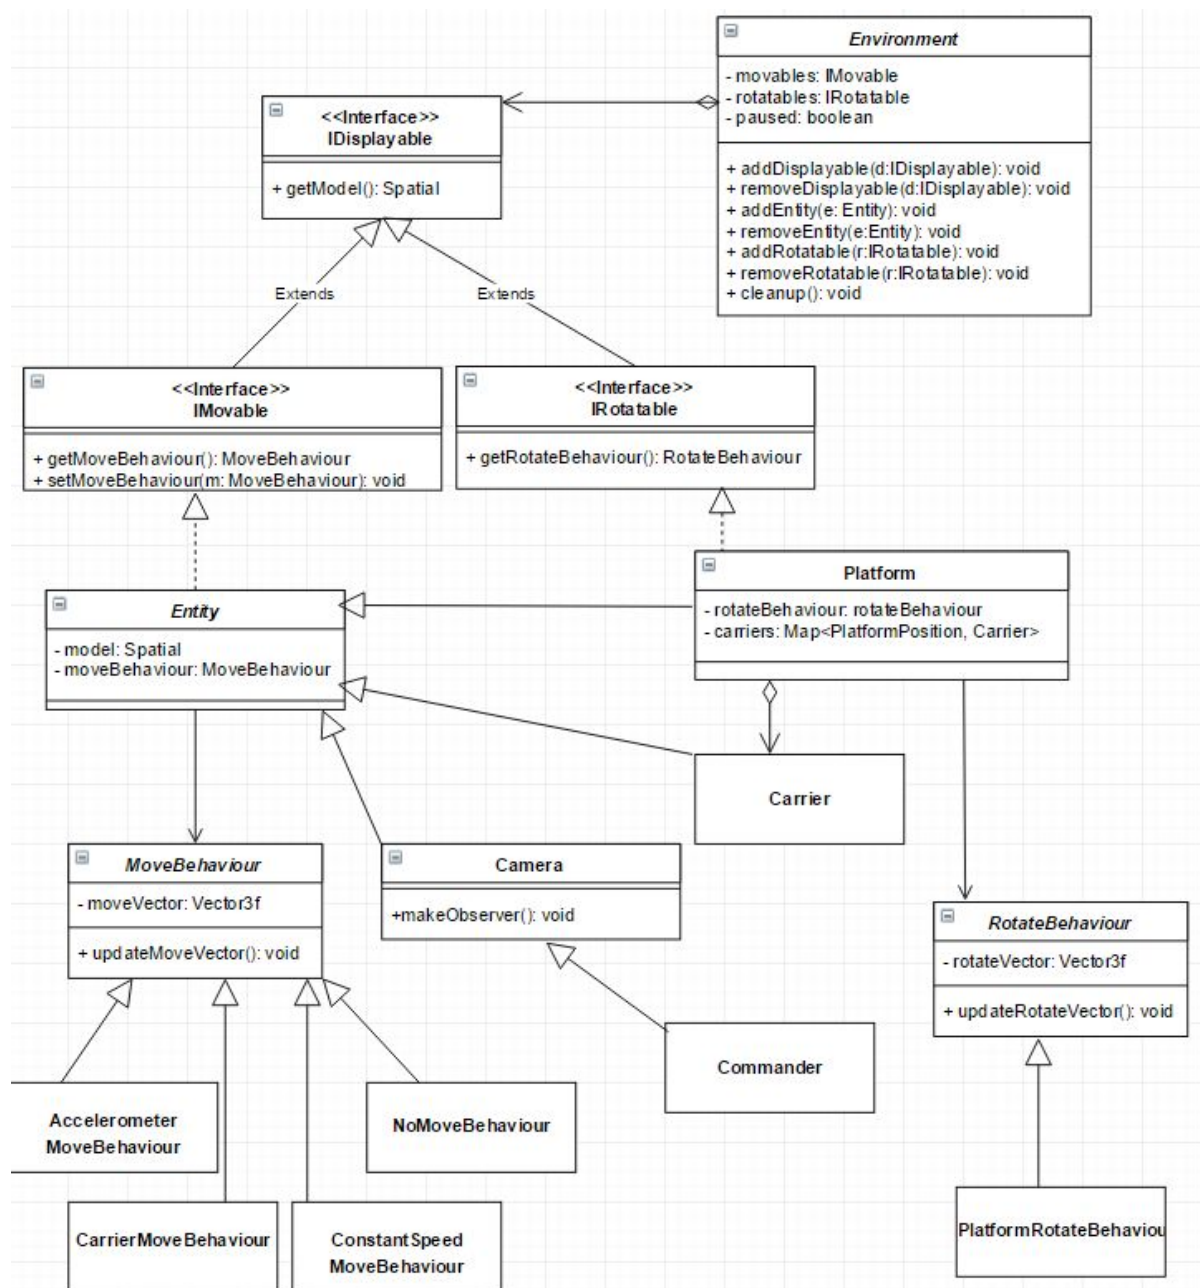 Environment
- movables: IMovable
- rotatables: IRotatable
- paused: boolean
+ addDisplayable(d:IDisplayable): void
+ removeDisplayable(d:IDisplayable): void
+ addEntity(e: Entity): void
+ removeEntity(e:Entity): void
+ addRotatable(r:IRotatable): void
+ removeRotatable(r:IRotatable): void
+ cleanup(): void
<<Interface>>
IDisplayable
+ getModel(): Spatial
Extends
Extends
<<Interface>>
IMovable
+ getMoveBehaviour(): MoveBehaviour
+ setMoveBehaviour(m: MoveBehaviour): void
<<Interface>>
IRotatable
+ getRotateBehaviour(): RotateBehaviour
Entity
- model: Spatial
- moveBehaviour: MoveBehaviour
Platform
- rotateBehaviour: rotateBehaviour
- carriers: Map<PlatformPosition, Carrier>
Carrier
MoveBehaviour
- moveVector: Vector3f
+ updateMoveVector(): void
Camera
+makeObserver(): void
RotateBehaviour
- rotateVector: Vector3f
+ updateRotateVector(): void
Commander
Accelerometer
MoveBehaviour
NoMoveBehaviour
CarrierMoveBehaviour
ConstantSpeed
MoveBehaviour
PlatformRotateBehaviou